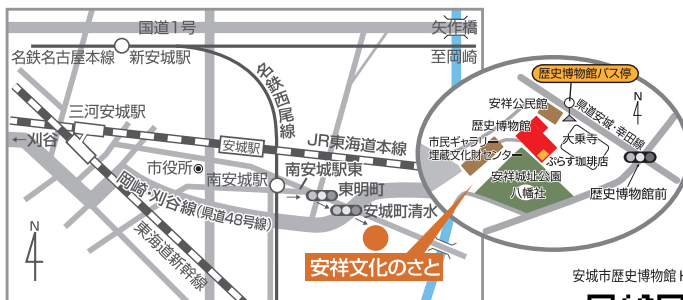 国道1号
矢作橋
名鉄名古屋本線
新安城駅
至岡崎
名鉄西尾線
三河安城駅
←刈谷
安城駅
JR東海道本線
市役所
南安城駅
南安城駅東
東明町
安城町清水
岡崎・刈谷線(県道48号線)
東海道新幹線
安祥文化のさと
N
歴史博物館バス停
安祥公民館
県道安城・幸田線
N
歴史博物館
市民ギャラリー
埋蔵文化財センター
大乗寺
ぷらす珈琲店
安祥城址公園
八幡社
歴史博物館前
安城市歴史博物館 H